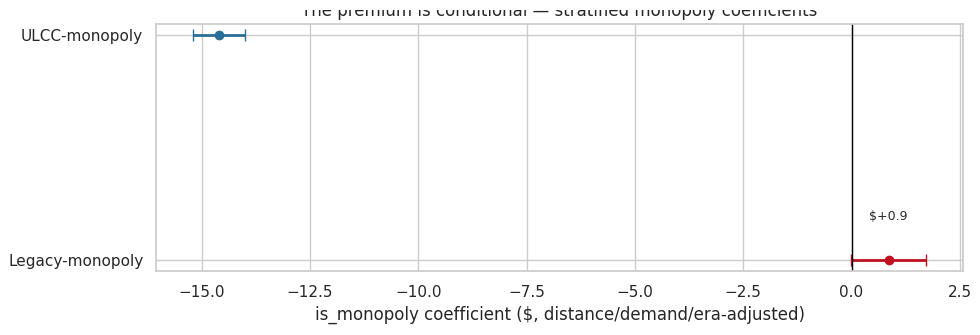 The premium is conditional — stratified monopoly coefficients
ULCC-monopoly
$+0.9
Legacy-monopoly
−15.0 −12.5 −10.0 −7.5 −5.0 −2.5 0.0 2.5
is_monopoly coefficient ($, distance/demand/era-adjusted)